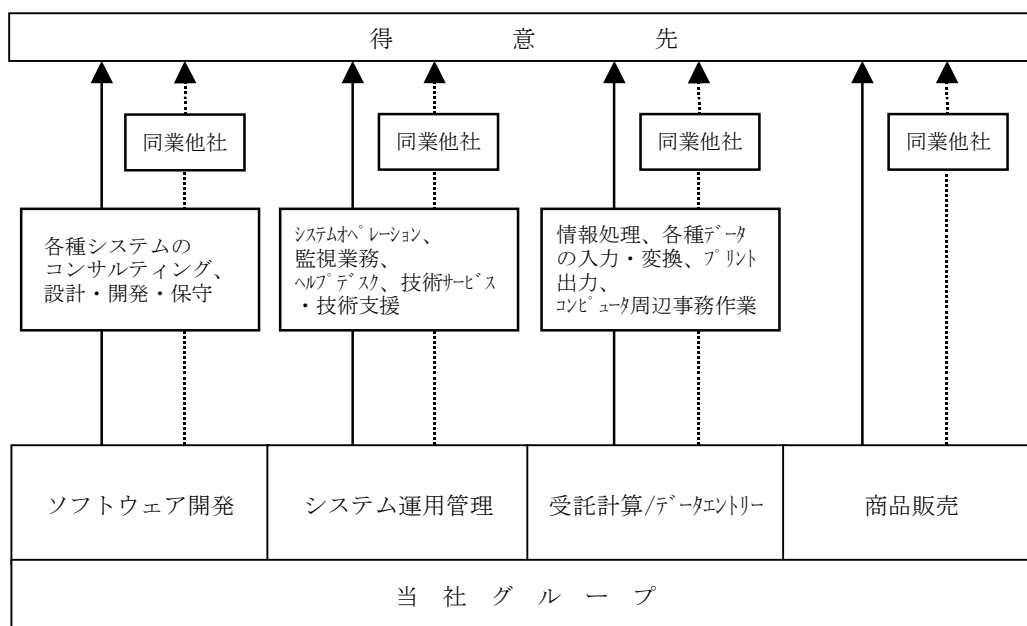 得意先
同業他社
同業他社
同業他社
同業他社
各種システムの
コンサルティング、
設計・開発・保守
ｼｽﾃﾑｵﾍﾟﾚｰｼｮﾝ、
監視業務、
ﾍﾙﾌﾟﾃﾞｽｸ、技術ｻｰﾋﾞｽ
・技術支援
情報処理、各種ﾃﾞｰﾀ
の入力・変換、ﾌﾟﾘﾝﾄ
出力、
ｺﾝﾋﾟｭｰﾀ周辺事務作業
ソフトウェア開発
システム運用管理
受託計算/ﾃﾞｰﾀｴﾝﾄﾘｰ
商品販売
当社グループ